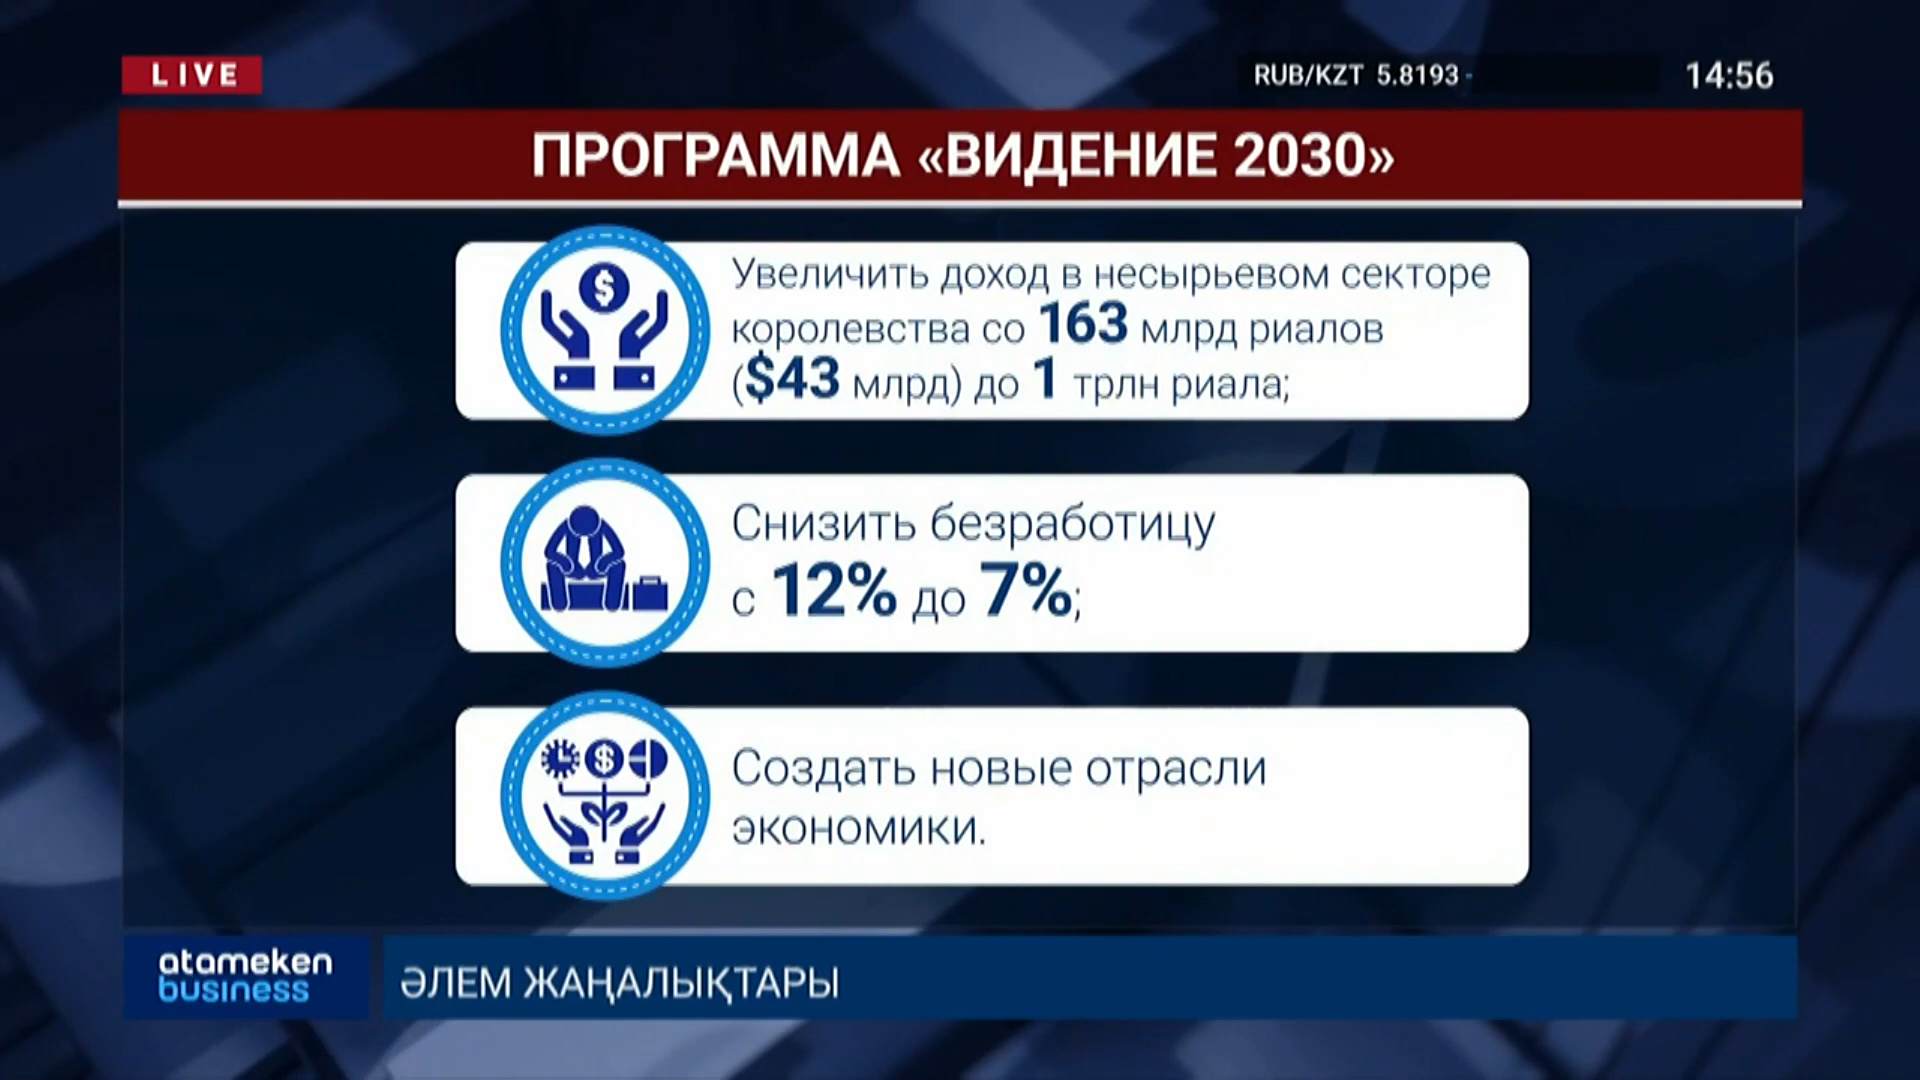 LIVE
RUB/KZT 5.8193 -
14:56
ПРОГРАММА «ВИДЕНИЕ 2030»
Увеличить доход в несырьевом секторе
королевства со 163 млрд риалов
($43 млрд) до 1 трлн риала;
Снизить безработицу
с 12% до 7%;
Создать новые отрасли
экономики.
atameken
business
ӘЛЕМ ЖАҢАЛЫҚТАРЫ